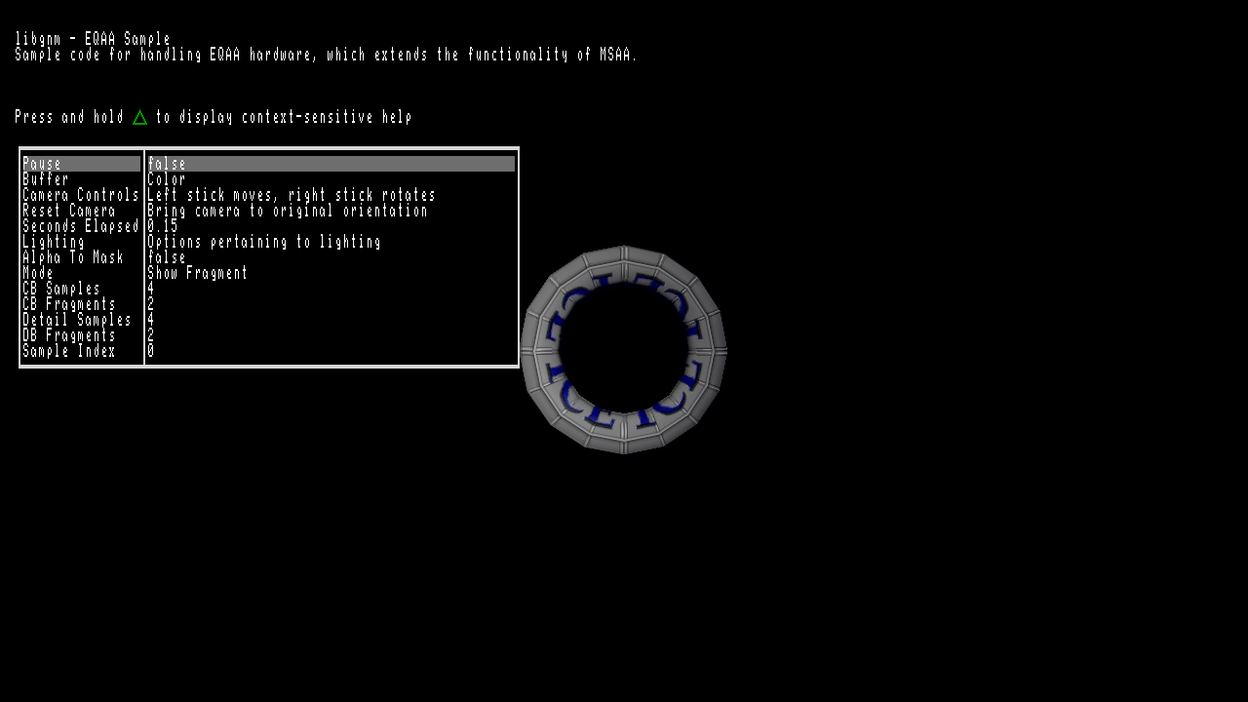 libgnm - EQAA Sample
Sample code for handling EQAA hardware, which extends the functionality of MSAA.
Press and hold △ to display context-sensitive help
Pause false
Buffer Color
Camera Controls Left stick moves, right stick rotates
Reset Camera Bring camera to original orientation
Seconds Elapsed 0.15
Lighting Options pertaining to lighting
Alpha To Mask false
Mode Show Fragment
CB Samples 4
CB Fragments 2
Detail Samples 4
DB Fragments 2
Sample Index 0
ICE ICE ICE ICE